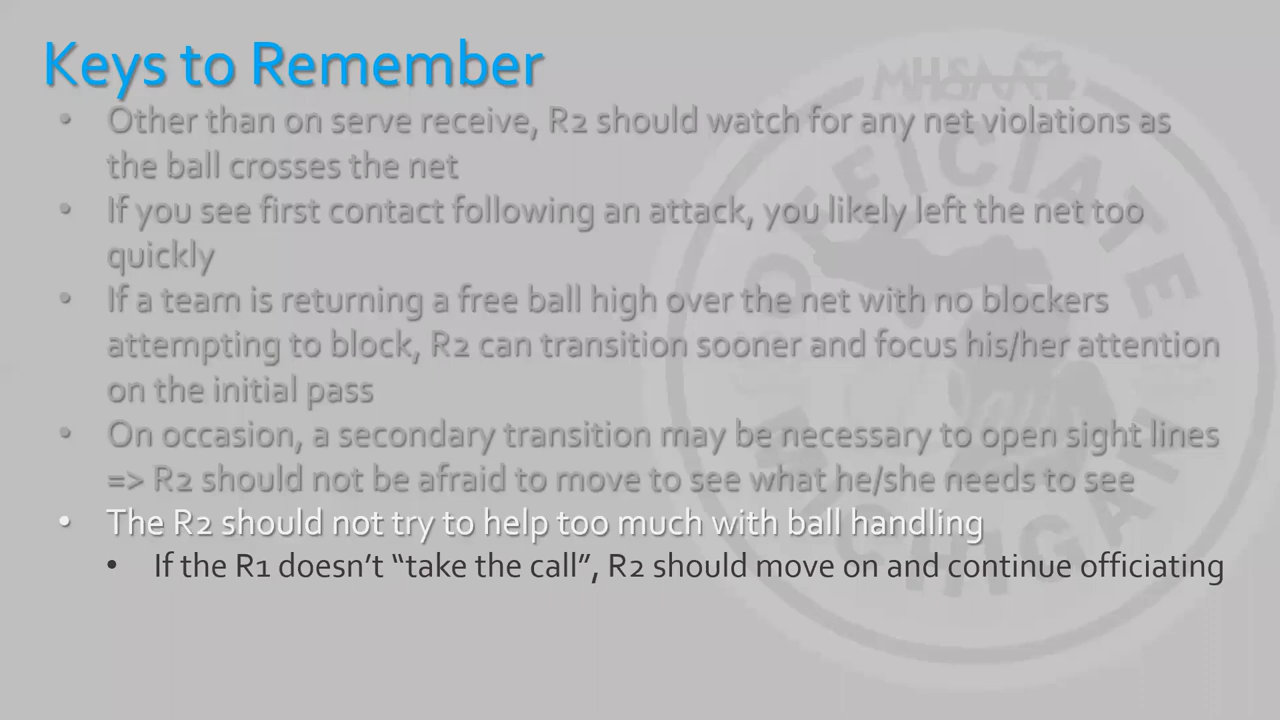 Keys to Remember
• Other than on serve receive, R2 should watch for any net violations as
the ball crosses the net
• If you see first contact following an attack, you likely left the net too
quickly
• If a team is returning a free ball high over the net with no blockers
attempting to block, R2 can transition sooner and focus his/her attention
on the initial pass
• On occasion, a secondary transition may be necessary to open sight lines
=> R2 should not be afraid to move to see what he/she needs to see
• The R2 should not try to help too much with ball handling
• If the R1 doesn’t “take the call”, R2 should move on and continue officiating
MHSAA
OFFICIATE
MICHIGAN